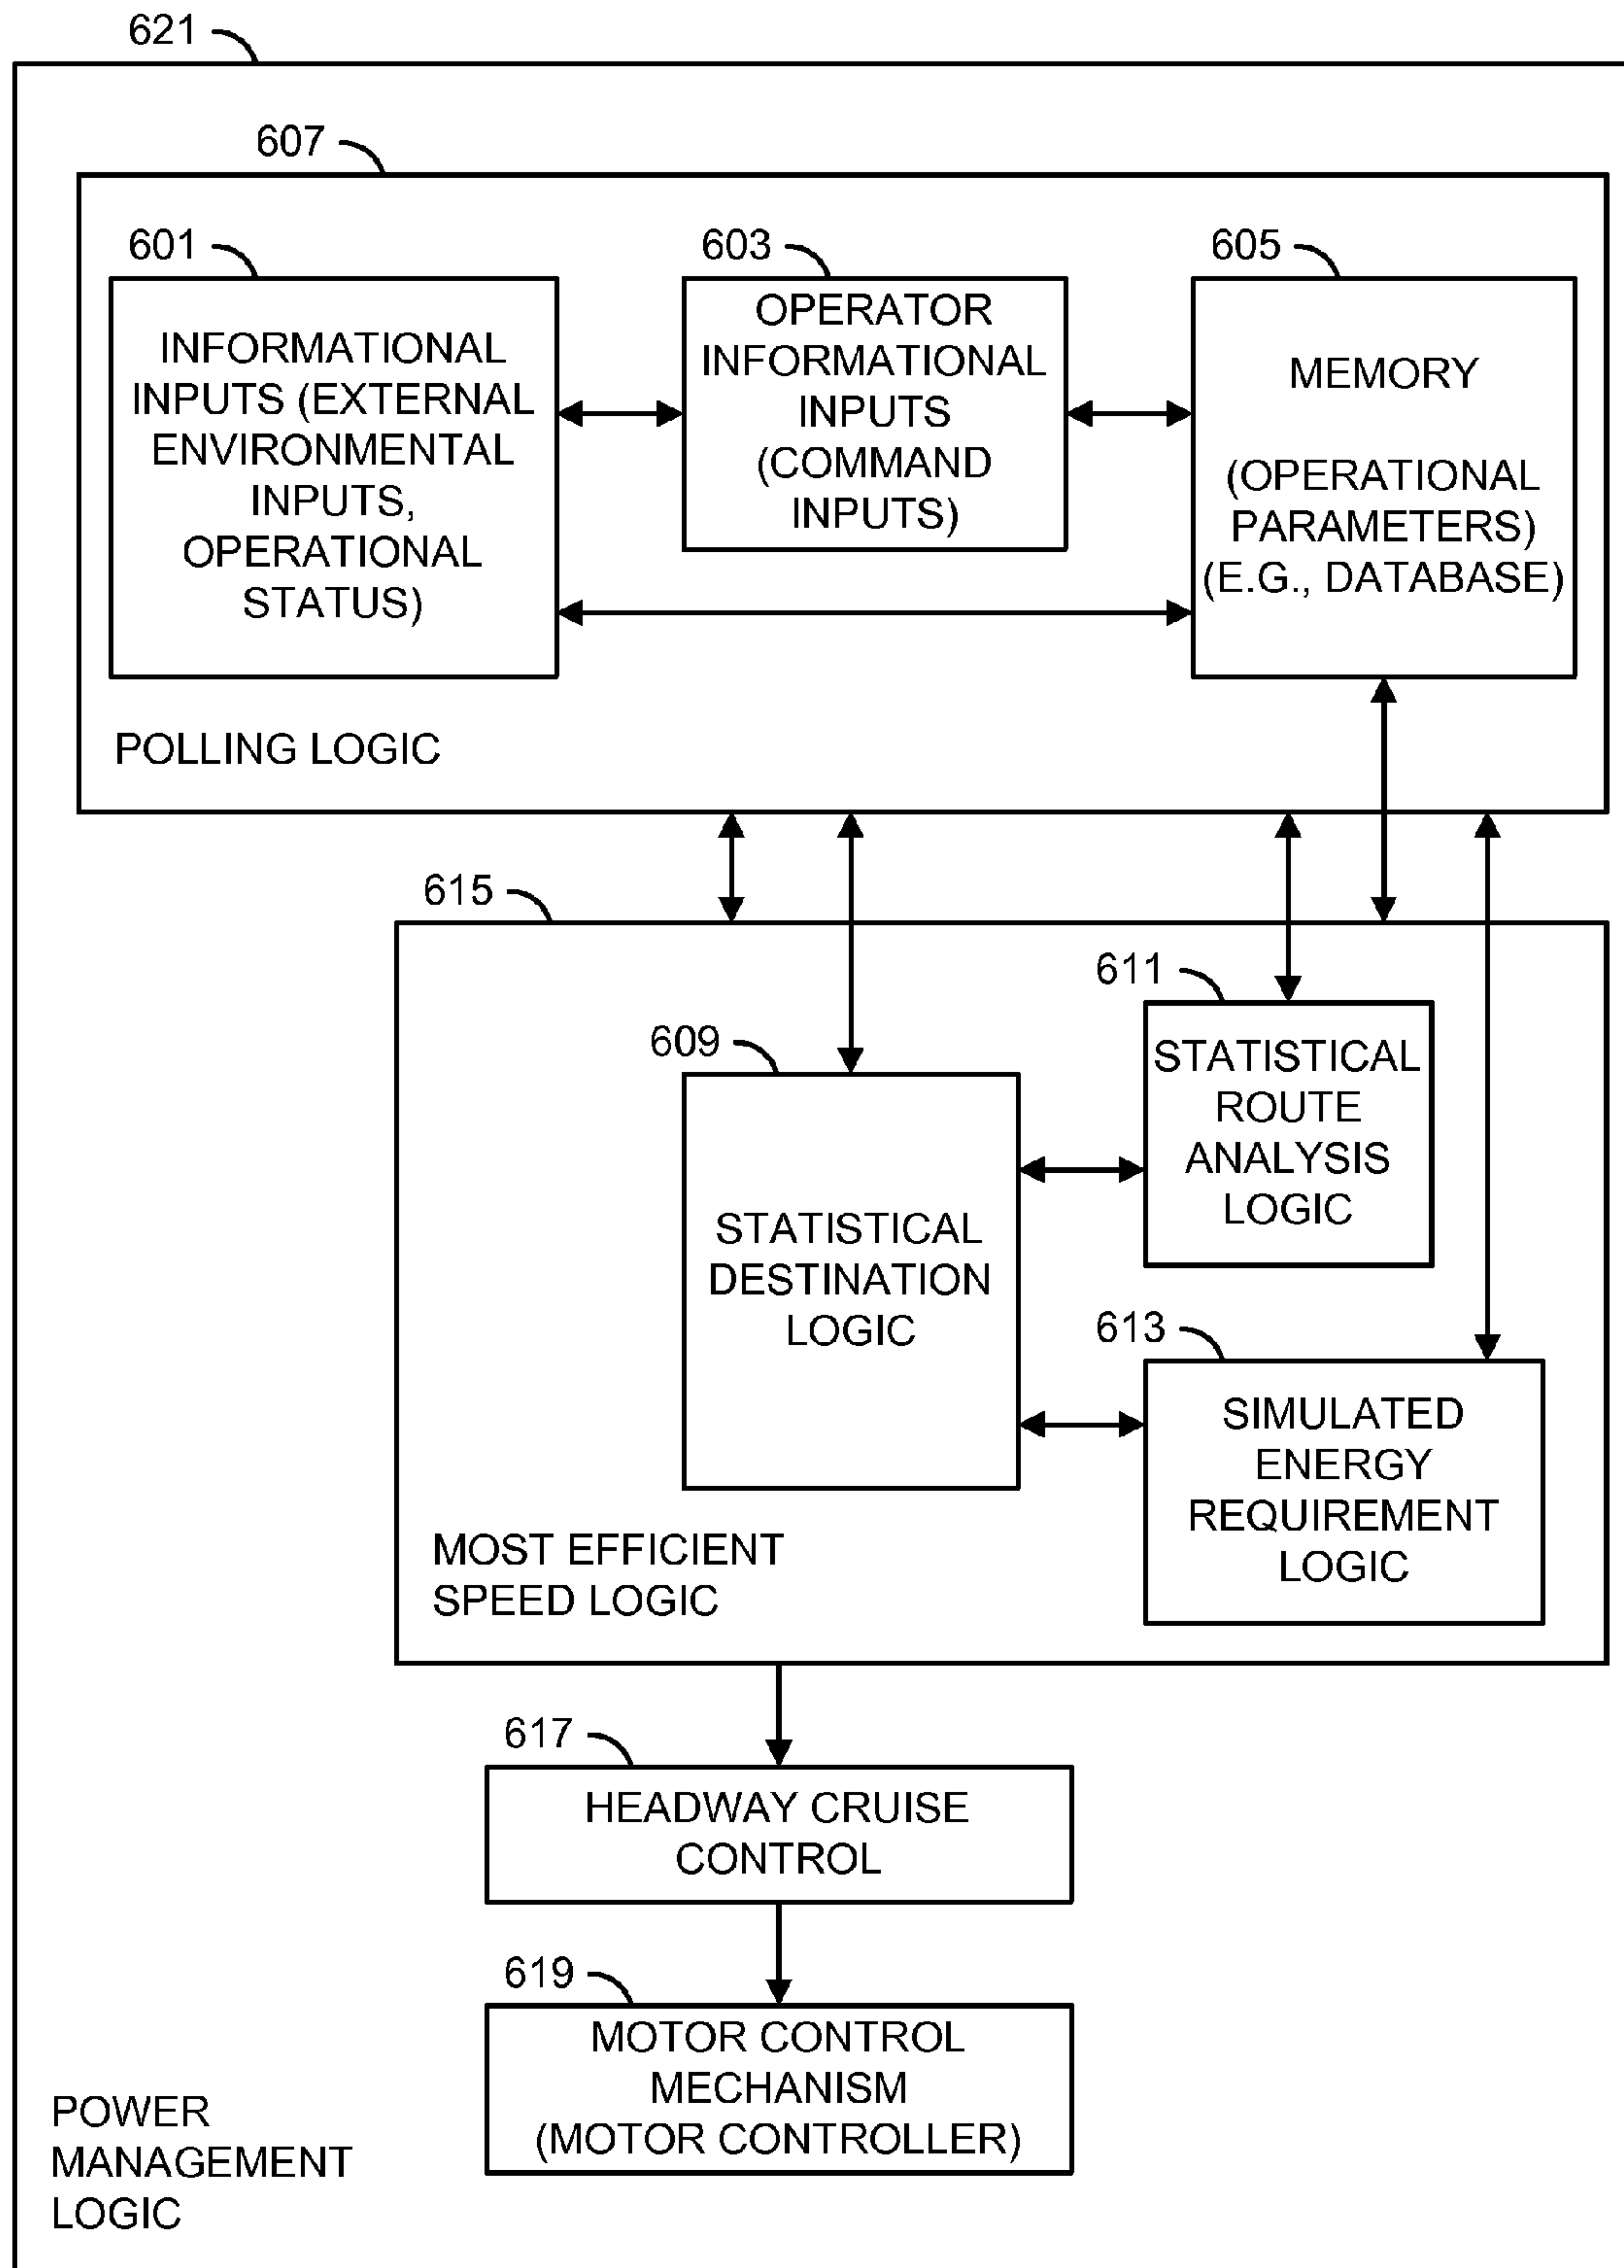 621
607
601
603
605
INFORMATIONAL
INPUTS (EXTERNAL
ENVIRONMENTAL
INPUTS,
OPERATIONAL
STATUS)
OPERATOR
INFORMATIONAL
INPUTS
(COMMAND
INPUTS)
MEMORY
(OPERATIONAL
PARAMETERS)
(E.G., DATABASE)
POLLING LOGIC
615
611
609
STATISTICAL
ROUTE
ANALYSIS
LOGIC
STATISTICAL
DESTINATION
LOGIC
613
SIMULATED
ENERGY
REQUIREMENT
LOGIC
MOST EFFICIENT
SPEED LOGIC
617
HEADWAY CRUISE
CONTROL
619
MOTOR CONTROL
MECHANISM
(MOTOR CONTROLLER)
POWER
MANAGEMENT
LOGIC